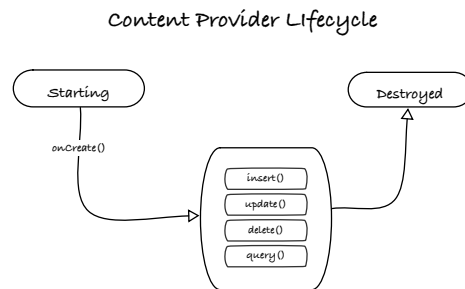 Content Provider LIfecycle
Starting
Destroyed
onCreate()
insert()
update()
delete()
query()